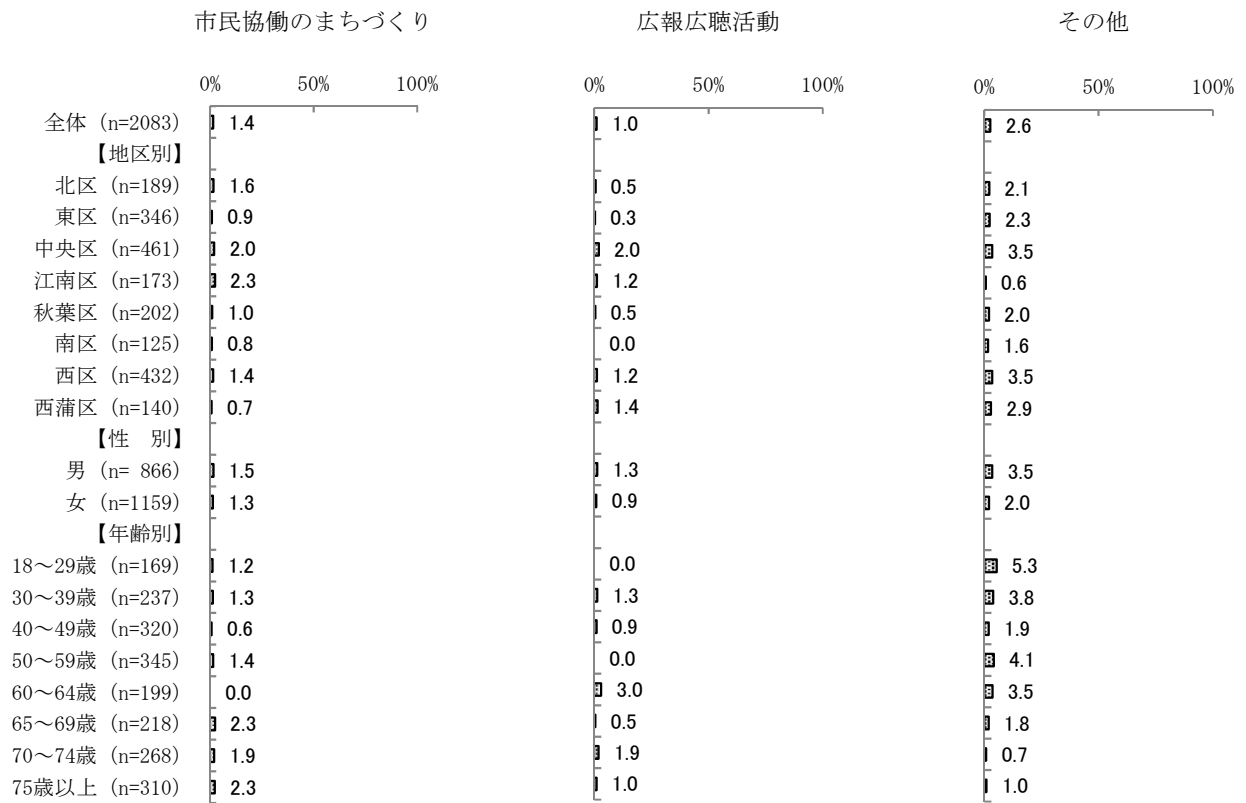 市民協働のまちづくり 広報広聴活動 その他
0% 50% 100% 0% 50% 100% 0% 50% 100%
全体 (n=2083) 1.4 1.0 2.6
【地区別】
北区 (n=189) 1.6 0.5 2.1
東区 (n=346) 0.9 0.3 2.3
中央区 (n=461) 2.0 2.0 3.5
江南区 (n=173) 2.3 1.2 0.6
秋葉区 (n=202) 1.0 0.5 2.0
南区 (n=125) 0.8 0.0 1.6
西区 (n=432) 1.4 1.2 3.5
西蒲区 (n=140) 0.7 1.4 2.9
【性　別】
男 (n= 866) 1.5 1.3 3.5
女 (n=1159) 1.3 0.9 2.0
【年齢別】
18～29歳 (n=169) 1.2 0.0 5.3
30～39歳 (n=237) 1.3 1.3 3.8
40～49歳 (n=320) 0.6 0.9 1.9
50～59歳 (n=345) 1.4 0.0 4.1
60～64歳 (n=199) 0.0 3.0 3.5
65～69歳 (n=218) 2.3 0.5 1.8
70～74歳 (n=268) 1.9 1.9 0.7
75歳以上 (n=310) 2.3 1.0 1.0